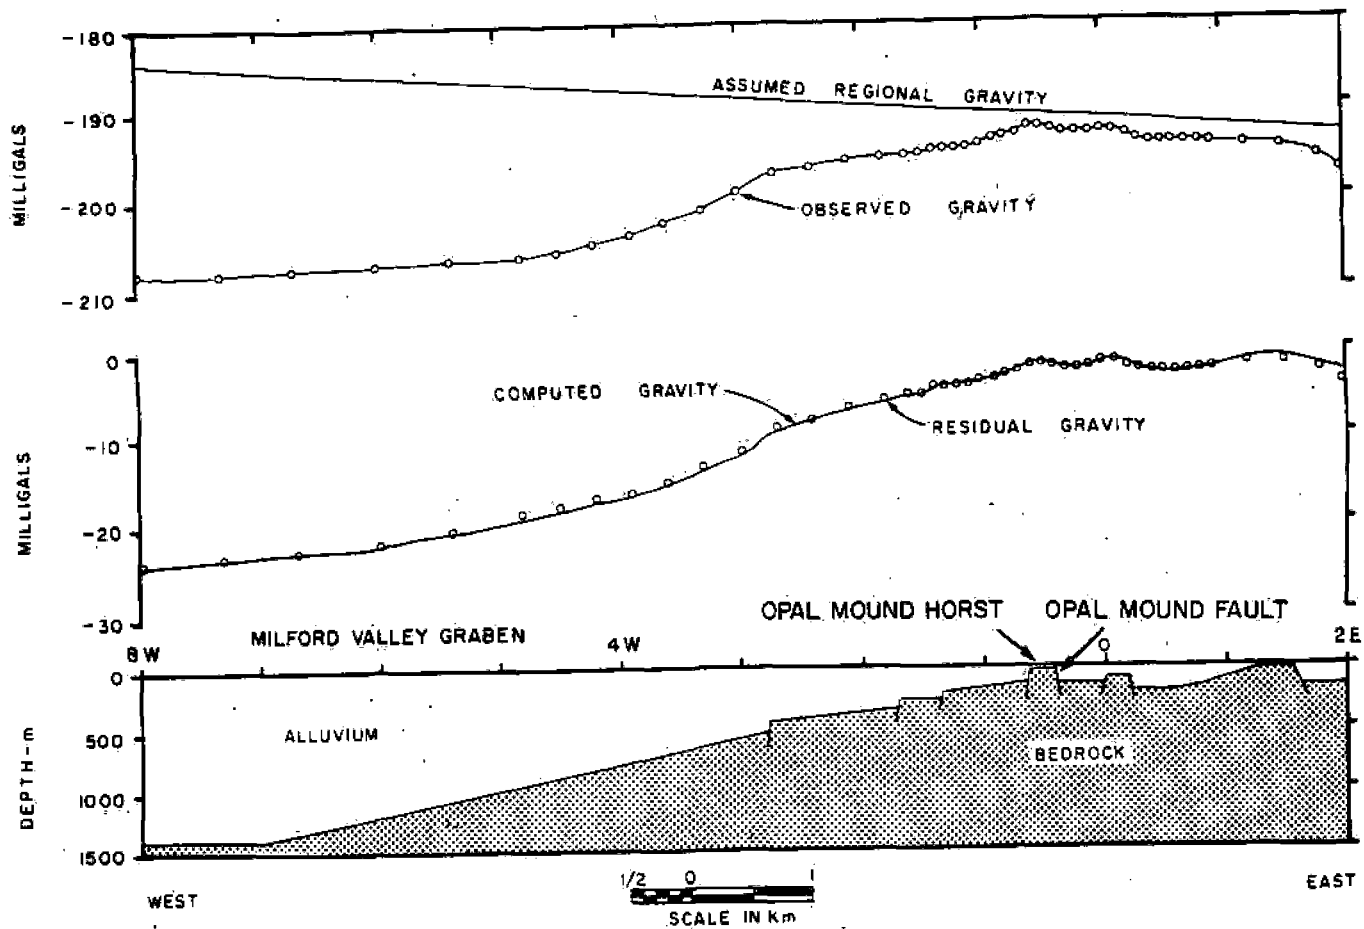 -180
ASSUMED REGIONAL GRAVITY
-190
MILLIGALS
-200
OBSERVED GRAVITY
-210
0
COMPUTED GRAVITY
RESIDUAL GRAVITY
-10
MILLIGALS
-20
-30
OPAL MOUND HORST
OPAL MOUND FAULT
MILFORD VALLEY GRABEN
8W
4W
0
2E
0
ALLUVIUM
500
BEDROCK
DEPTH-m
1000
1500
1/2 0 1
SCALE IN Km
WEST
EAST